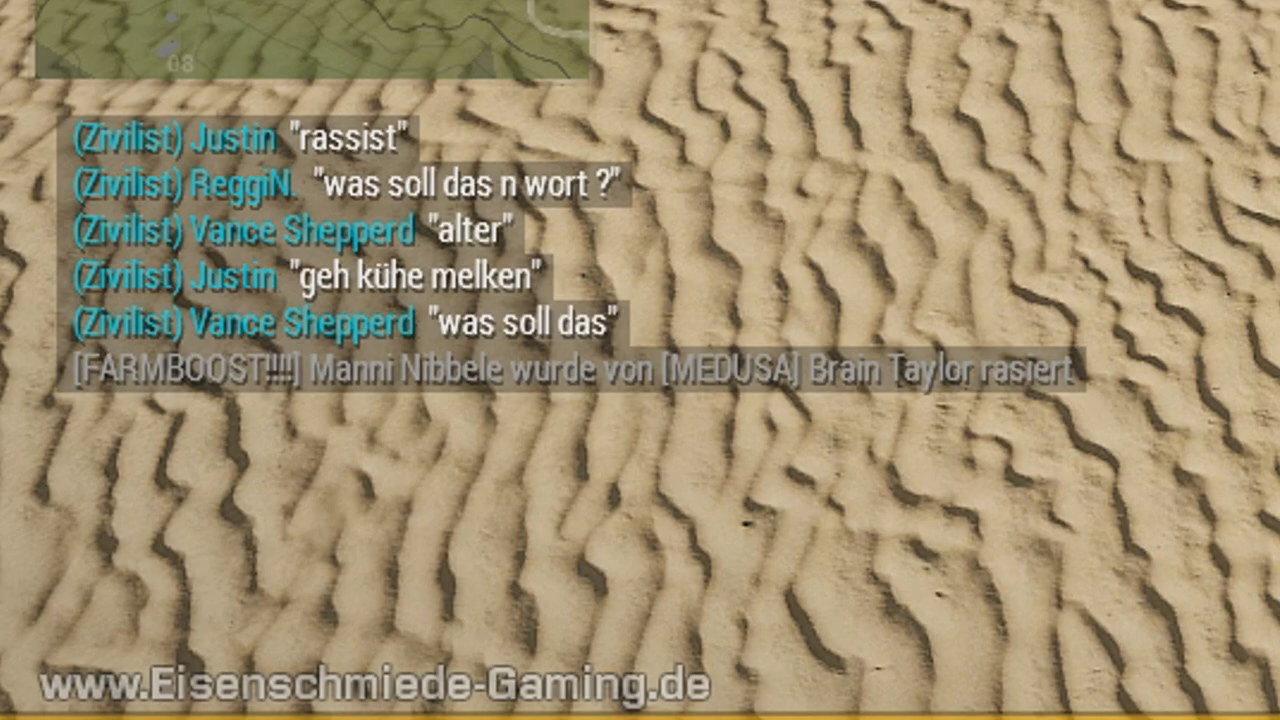 08
(Zivilist) Justin "rassist"
(Zivilist) ReggiN. "was soll das n wort ?"
(Zivilist) Vance Shepperd "alter"
(Zivilist) Justin "geh kühe melken"
(Zivilist) Vance Shepperd "was soll das"
[FARMBOOST!!!!] Manni Nibbele wurde von [MEDUSA] Brain Taylor rasiert
www.Eisenschmiede-Gaming.de